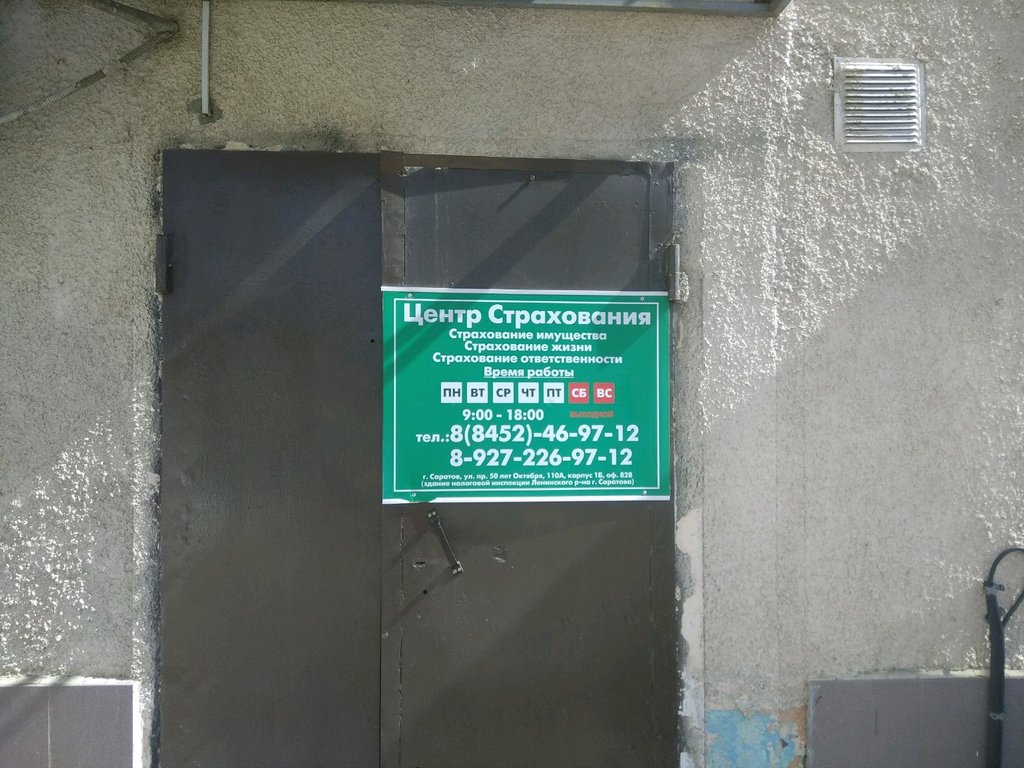 Центр Страхования
Страхование имущества
Страхование жизни
Страхование ответственности
Время работы
ПН ВТ СР ЧТ ПТ СБ ВС
9:00 - 18:00 ВЫХОДНОЙ
тел.:8(8452)-46-97-12
8-927-226-97-12
г. Саратов, ул. пр. 50 лет Октября, 110А, корпус 1Б, оф. 828
(здание налоговой инспекции Ленинского р-на г. Саратова)